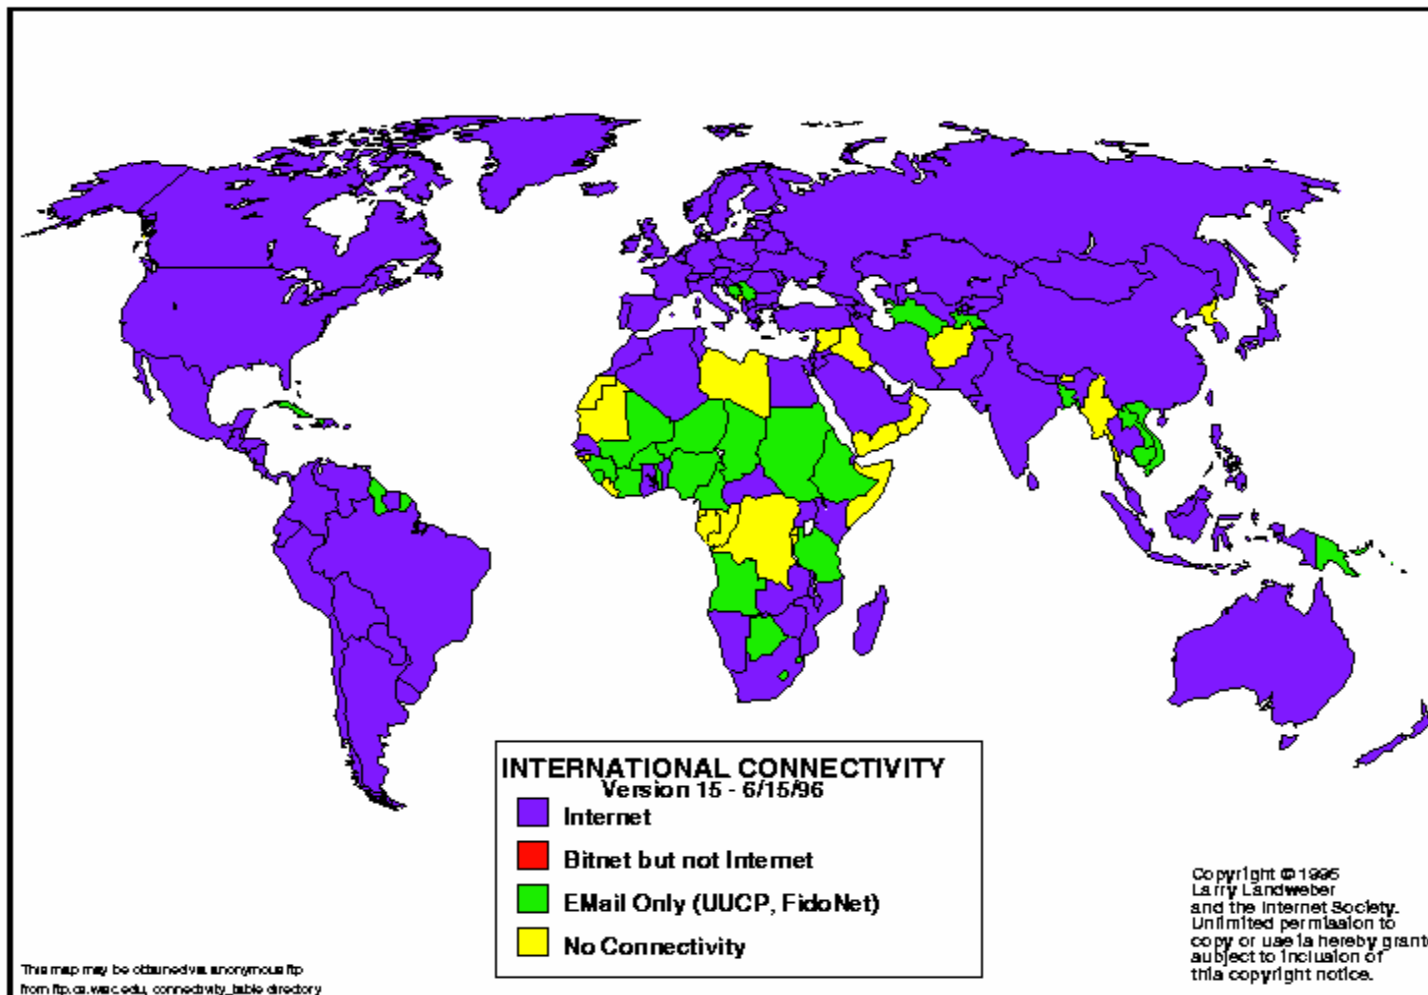 INTERNATIONAL CONNECTIVITY
Version 15 - 6/15/96
Internet
Bitnet but not Internet
EMail Only (UUCP, FidoNet)
No Connectivity
This map may be obtained via anonymous ftp
from ftp.cs.wisc.edu, connectivity_table directory
Copyright © 1995
Larry Landweber
and the Internet Society.
Unlimited permission to
copy or use is hereby grant
subject to inclusion of
this copyright notice.